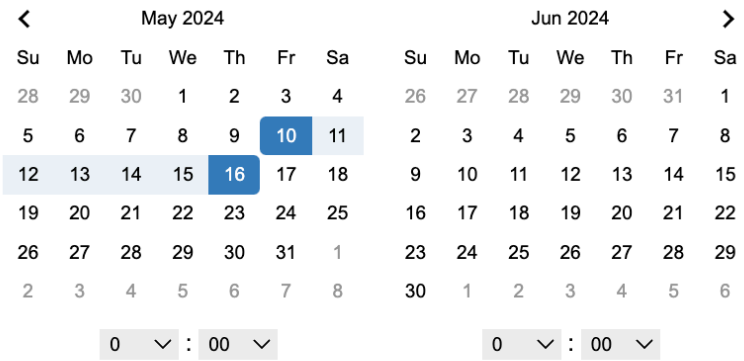 May 2024
Su Mo Tu We Th Fr Sa
28 29 30 1 2 3 4
5 6 7 8 9 10 11
12 13 14 15 16 17 18
19 20 21 22 23 24 25
26 27 28 29 30 31 1
2 3 4 5 6 7 8
0 : 00
Jun 2024
Su Mo Tu We Th Fr Sa
26 27 28 29 30 31 1
2 3 4 5 6 7 8
9 10 11 12 13 14 15
16 17 18 19 20 21 22
23 24 25 26 27 28 29
30 1 2 3 4 5 6
0 : 00